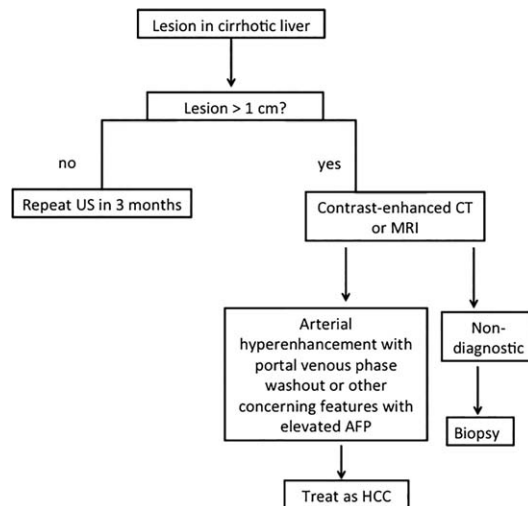 Lesion in cirrhotic liver
Lesion > 1 cm?
no
yes
Repeat US in 3 months
Contrast-enhanced CT
or MRI
Arterial
hyperenhancement with
portal venous phase
washout or other
concerning features with
elevated AFP
Non-
diagnostic
Biopsy
Treat as HCC